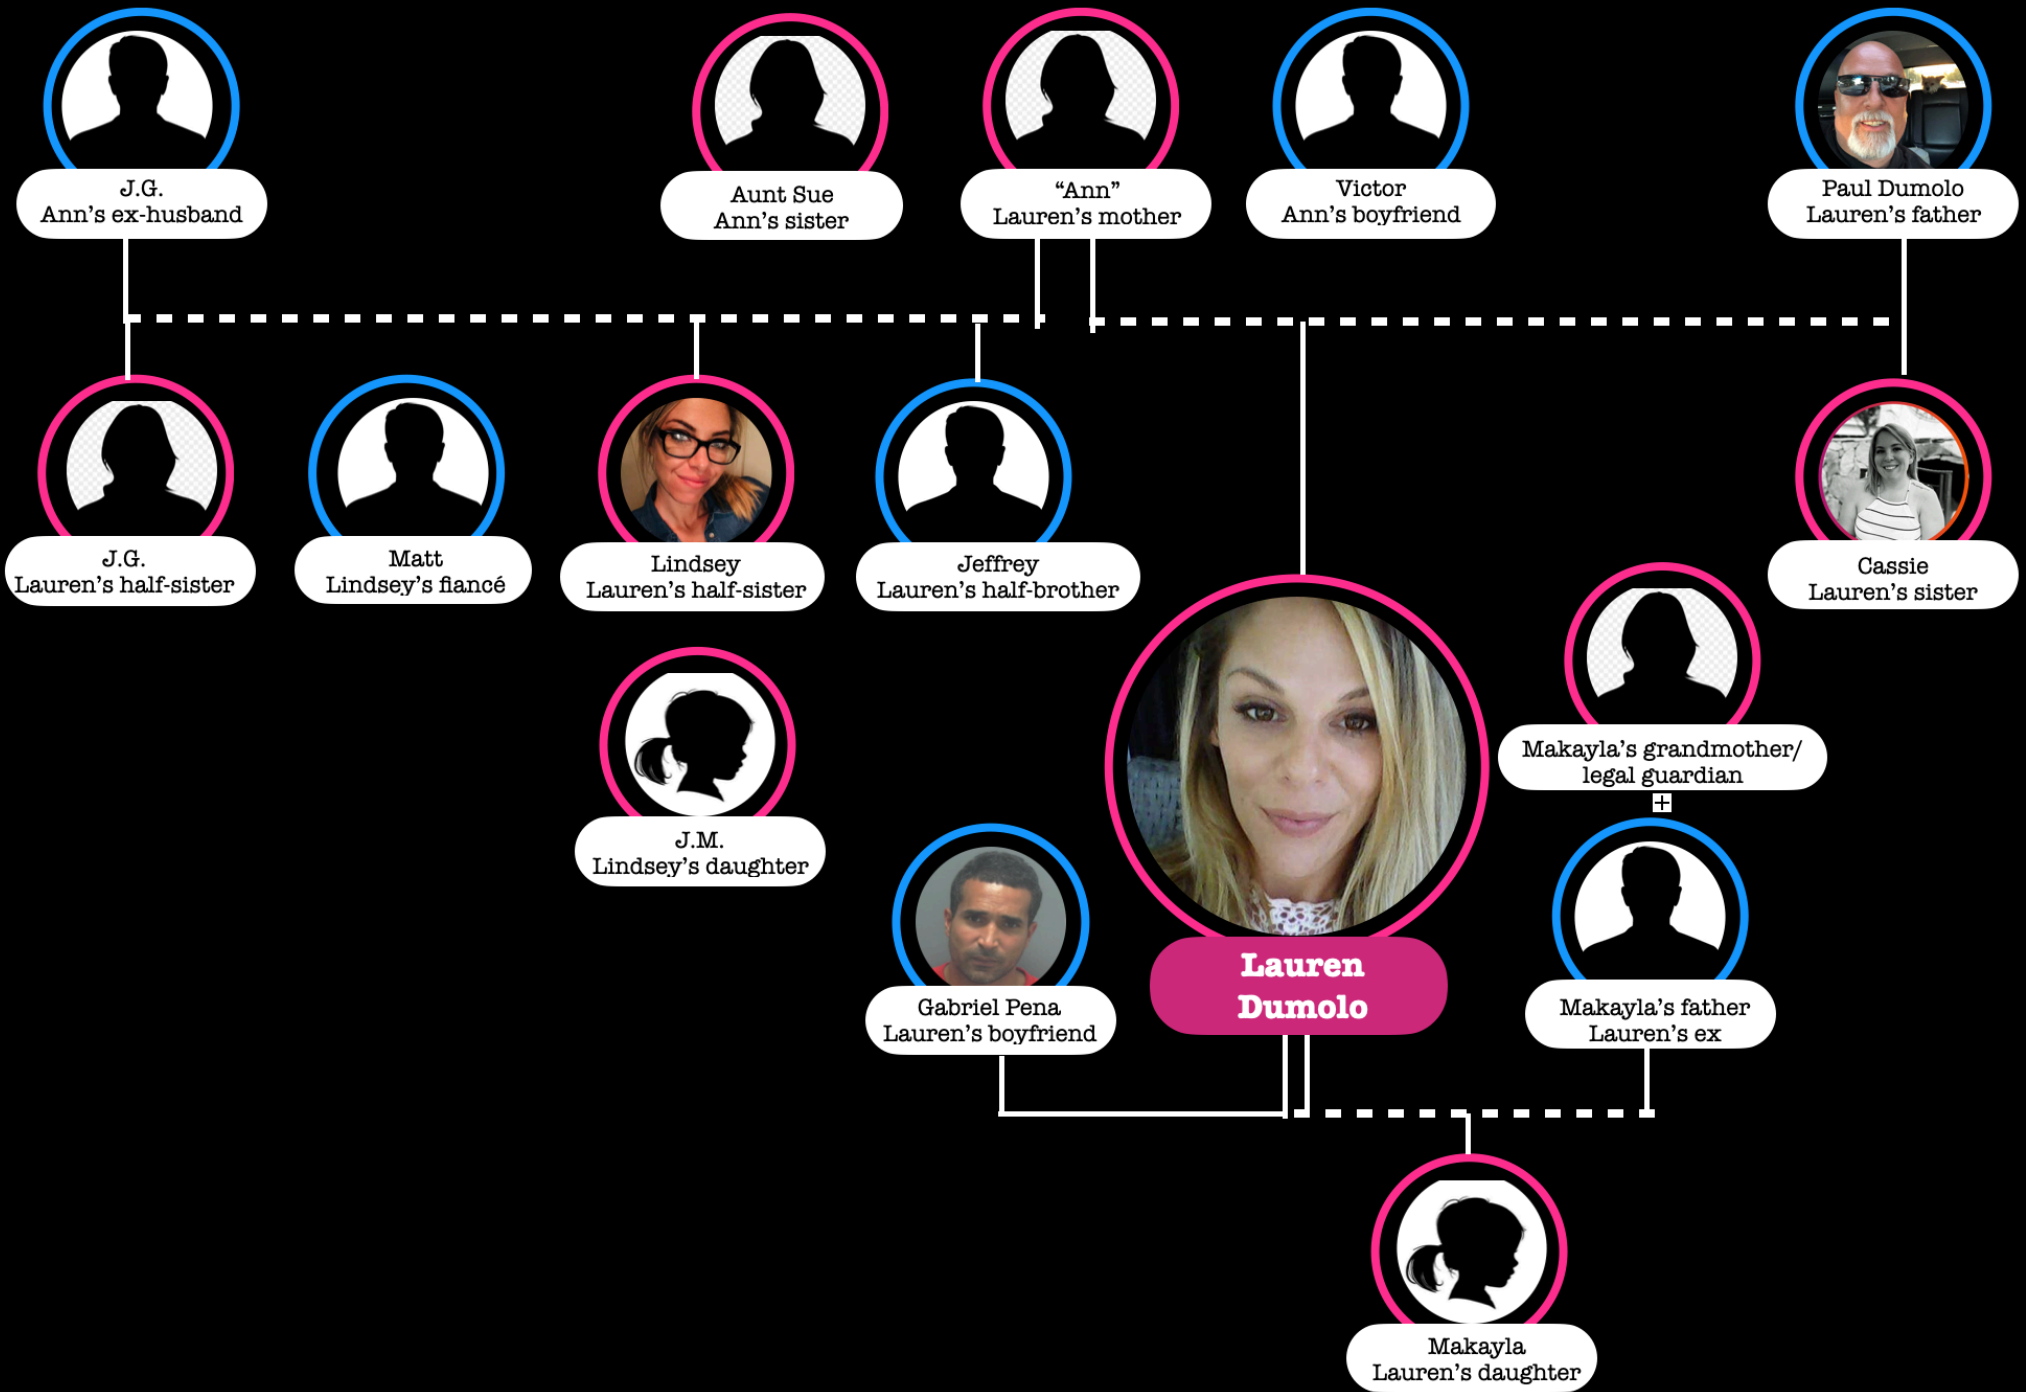 J.G.
Ann's ex-husband
Aunt Sue
Ann's sister
“Ann”
Lauren's mother
Victor
Ann's boyfriend
Paul Dumolo
Lauren's father
J.G.
Lauren's half-sister
Matt
Lindsey's fiancé
Lindsey
Lauren's half-sister
Jeffrey
Lauren's half-brother
Cassie
Lauren's sister
Makayla's grandmother/
legal guardian
+
J.M.
Lindsey's daughter
Gabriel Pena
Lauren's boyfriend
Lauren
Dumolo
Makayla's father
Lauren's ex
Makayla
Lauren's daughter